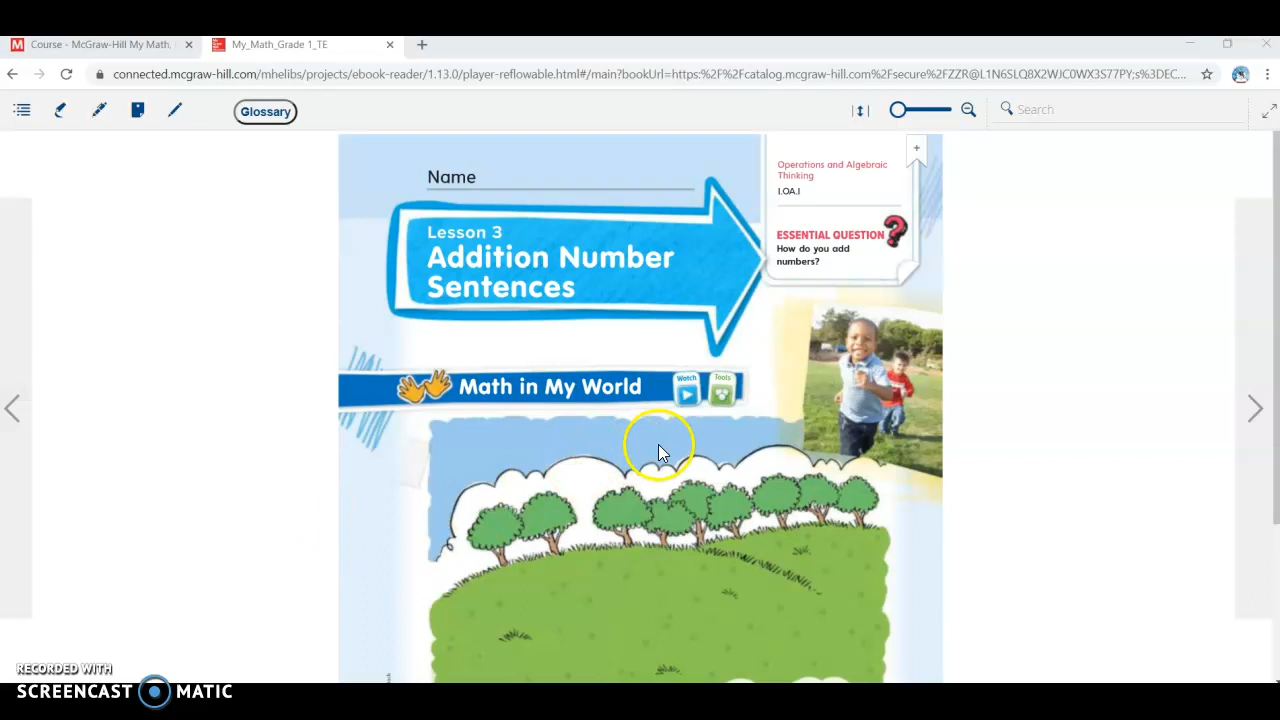 Course - McGraw-Hill My Math,
My_Math_Grade 1_TE
connected.mcgraw-hill.com/mhelibs/projects/ebook-reader/1.13.0/player-reflowable.html#/main?bookUrl=https:%2F%2Fcatalog.mcgraw-hill.com%2Fsecure%2FZZR@L1N6SLQ8X2WJC0WX3S77PY;s%3DEC...
Glossary
Search
Name
Lesson 3
Addition Number
Sentences
Operations and Algebraic
Thinking
1.OA.1
ESSENTIAL QUESTION
How do you add
numbers?
Math in My World
Watch
Tools
RECORDED WITH
SCREENCAST MATIC